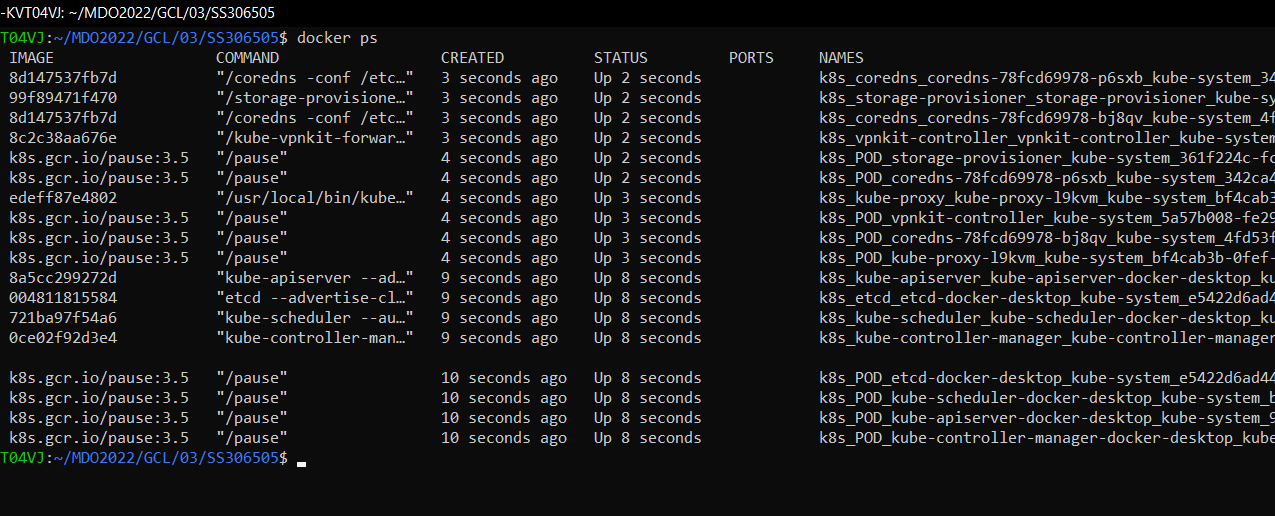 -KVT04VJ: ~/MDO2022/GCL/03/SS306505
T04VJ:~/MDO2022/GCL/03/SS306505$ docker ps
IMAGE COMMAND CREATED STATUS PORTS NAMES
8d147537fb7d "/coredns -conf /etc…" 3 seconds ago Up 2 seconds k8s_coredns_coredns-78fcd69978-p6sxb_kube-system_34
99f89471f470 "/storage-provisione…" 3 seconds ago Up 2 seconds k8s_storage-provisioner_storage-provisioner_kube-sy
8d147537fb7d "/coredns -conf /etc…" 3 seconds ago Up 2 seconds k8s_coredns_coredns-78fcd69978-bj8qv_kube-system_4f
8c2c38aa676e "/kube-vpnkit-forwar…" 3 seconds ago Up 2 seconds k8s_vpnkit-controller_vpnkit-controller_kube-system
k8s.gcr.io/pause:3.5 "/pause" 4 seconds ago Up 2 seconds k8s_POD_storage-provisioner_kube-system_361f224c-fc
k8s.gcr.io/pause:3.5 "/pause" 4 seconds ago Up 2 seconds k8s_POD_coredns-78fcd69978-p6sxb_kube-system_342ca4
edeff87e4802 "/usr/local/bin/kube…" 4 seconds ago Up 3 seconds k8s_kube-proxy_kube-proxy-l9kvm_kube-system_bf4cab3
k8s.gcr.io/pause:3.5 "/pause" 4 seconds ago Up 3 seconds k8s_POD_vpnkit-controller_kube-system_5a57b008-fe29
k8s.gcr.io/pause:3.5 "/pause" 4 seconds ago Up 3 seconds k8s_POD_coredns-78fcd69978-bj8qv_kube-system_4fd53f
k8s.gcr.io/pause:3.5 "/pause" 4 seconds ago Up 3 seconds k8s_POD_kube-proxy-l9kvm_kube-system_bf4cab3b-0fef-
8a5cc299272d "kube-apiserver --ad…" 9 seconds ago Up 8 seconds k8s_kube-apiserver_kube-apiserver-docker-desktop_ku
004811815584 "etcd --advertise-cl…" 9 seconds ago Up 8 seconds k8s_etcd_etcd-docker-desktop_kube-system_e5422d6ad4
721ba97f54a6 "kube-scheduler --au…" 9 seconds ago Up 8 seconds k8s_kube-scheduler_kube-scheduler-docker-desktop_ku
0ce02f92d3e4 "kube-controller-man…" 9 seconds ago Up 8 seconds k8s_kube-controller-manager_kube-controller-manager
k8s.gcr.io/pause:3.5 "/pause" 10 seconds ago Up 8 seconds k8s_POD_etcd-docker-desktop_kube-system_e5422d6ad44
k8s.gcr.io/pause:3.5 "/pause" 10 seconds ago Up 8 seconds k8s_POD_kube-scheduler-docker-desktop_kube-system_b
k8s.gcr.io/pause:3.5 "/pause" 10 seconds ago Up 8 seconds k8s_POD_kube-apiserver-docker-desktop_kube-system_9
k8s.gcr.io/pause:3.5 "/pause" 10 seconds ago Up 8 seconds k8s_POD_kube-controller-manager-docker-desktop_kube
T04VJ:~/MDO2022/GCL/03/SS306505$